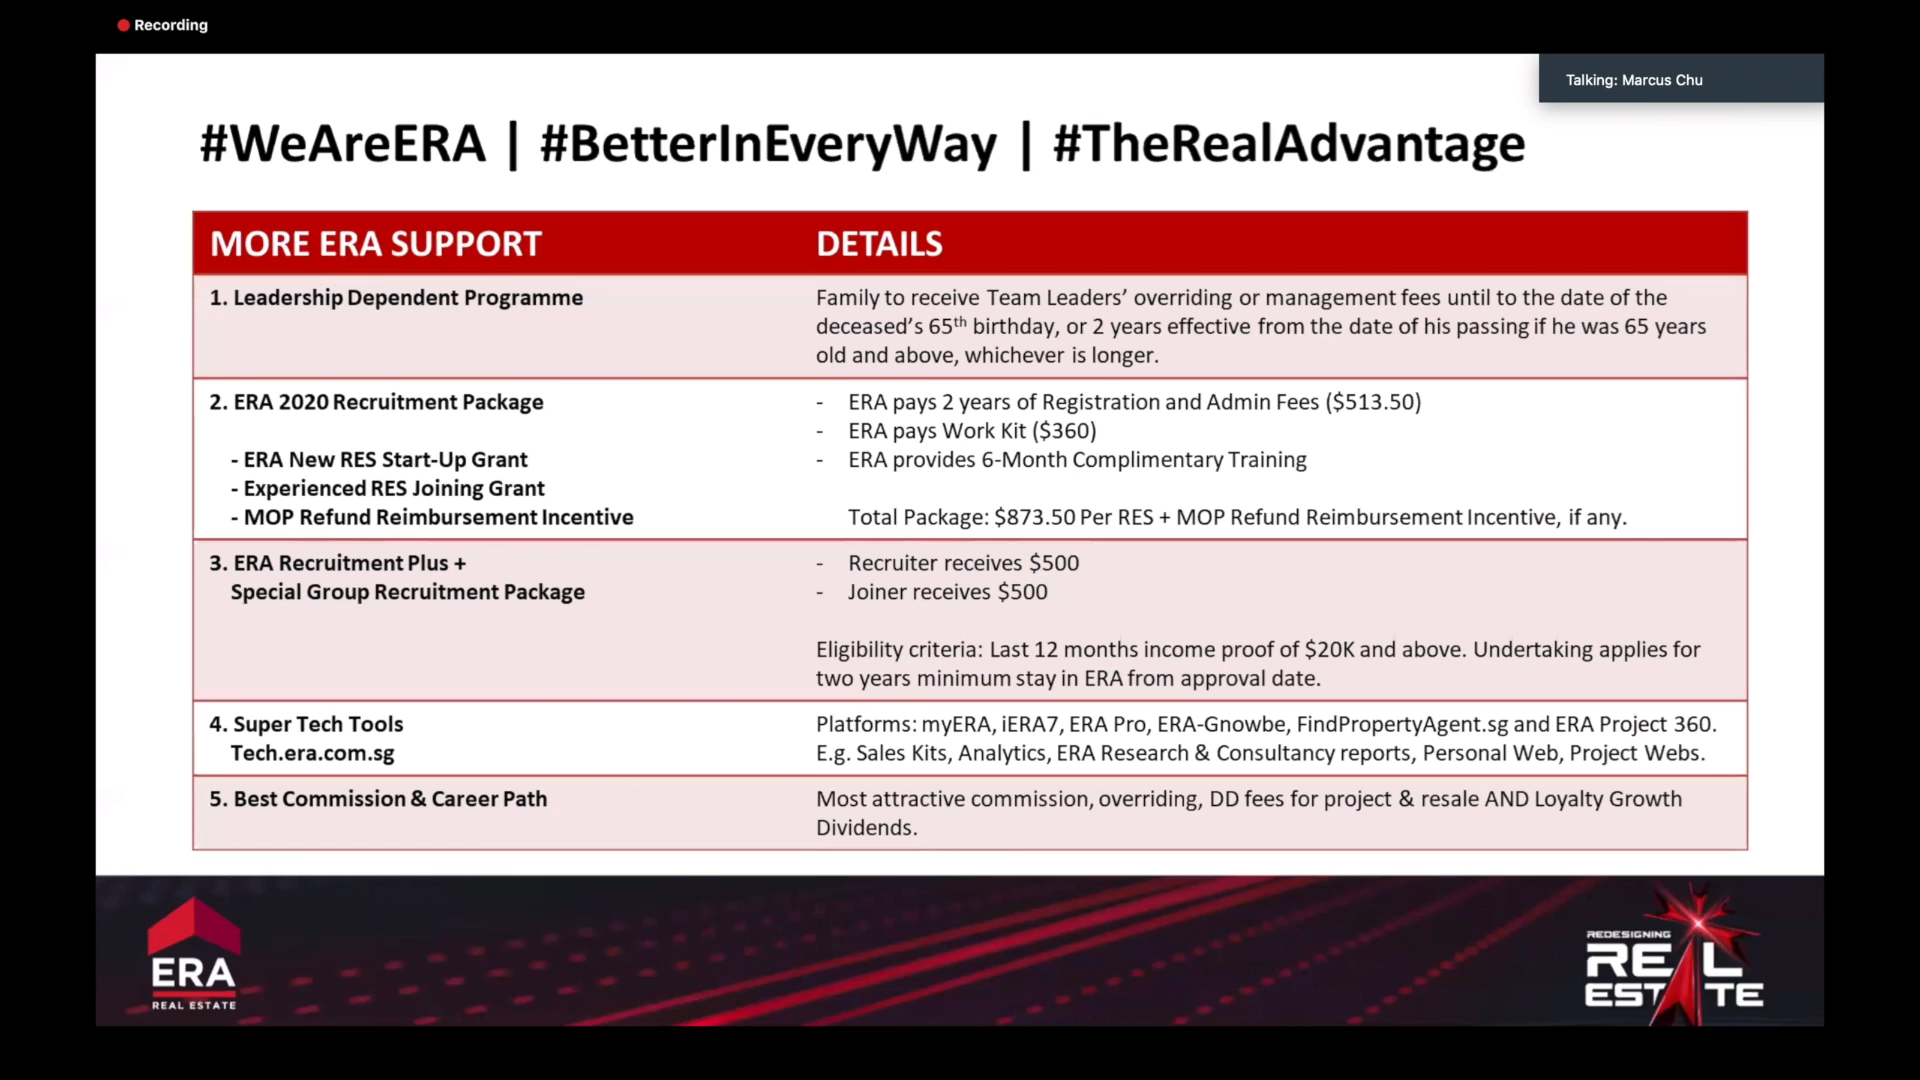 Recording
Talking: Marcus Chu
#WeAreERA | #BetterInEveryWay | #TheRealAdvantage
MORE ERA SUPPORT
DETAILS
1. Leadership Dependent Programme
Family to receive Team Leaders’ overriding or management fees until to the date of the
deceased’s 65th birthday, or 2 years effective from the date of his passing if he was 65 years
old and above, whichever is longer.
2. ERA 2020 Recruitment Package
- ERA New RES Start-Up Grant
- Experienced RES Joining Grant
- MOP Refund Reimbursement Incentive
- ERA pays 2 years of Registration and Admin Fees ($513.50)
- ERA pays Work Kit ($360)
- ERA provides 6-Month Complimentary Training
Total Package: $873.50 Per RES + MOP Refund Reimbursement Incentive, if any.
3. ERA Recruitment Plus +
Special Group Recruitment Package
- Recruiter receives $500
- Joiner receives $500
Eligibility criteria: Last 12 months income proof of $20K and above. Undertaking applies for
two years minimum stay in ERA from approval date.
4. Super Tech Tools
Tech.era.com.sg
Platforms: myERA, iERA7, ERA Pro, ERA-Gnowbe, FindPropertyAgent.sg and ERA Project 360.
E.g. Sales Kits, Analytics, ERA Research & Consultancy reports, Personal Web, Project Webs.
5. Best Commission & Career Path
Most attractive commission, overriding, DD fees for project & resale AND Loyalty Growth
Dividends.
ERA
REAL ESTATE
REDESIGNING
REAL
ESTATE